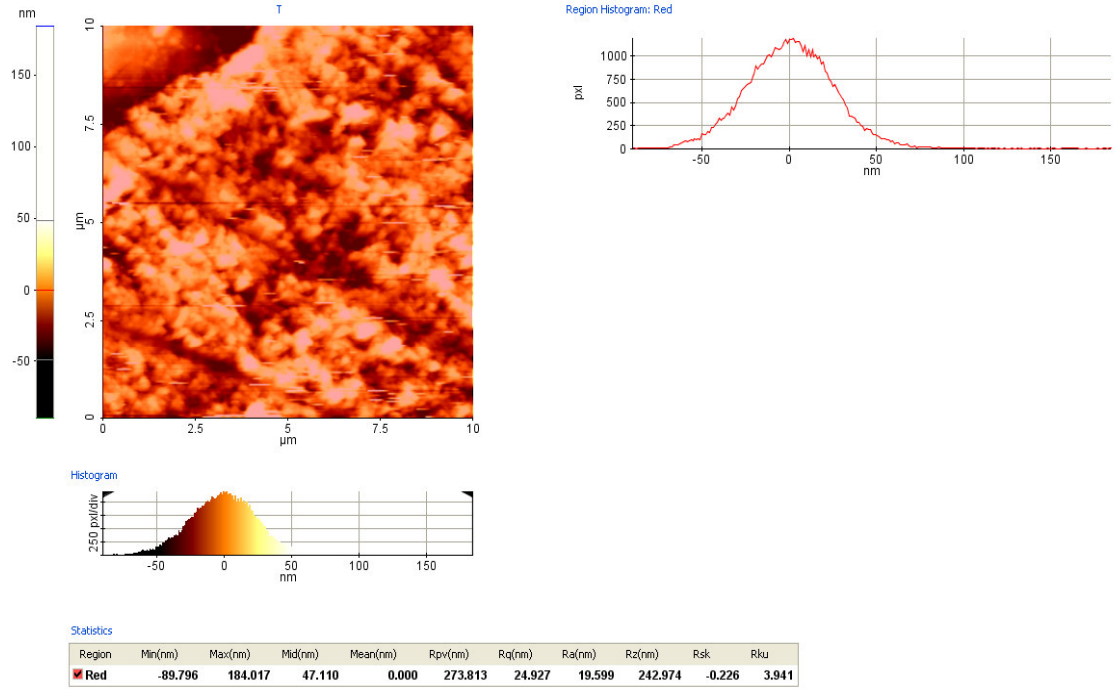 nm
T
Region Histogram: Red
150
100
50
0
-50
10
7.5
5
2.5
0
µm
0
2.5
5
7.5
10
µm
1000
750
500
250
0
pxl
-50
0
50
100
150
nm
Histogram
250 pxl/div
-50
0
50
100
150
nm
Statistics
Region Min(nm) Max(nm) Mid(nm) Mean(nm) Rpv(nm) Rq(nm) Ra(nm) Rz(nm) Rsk Rku
Red -89.796 184.017 47.110 0.000 273.813 24.927 19.599 242.974 -0.226 3.941